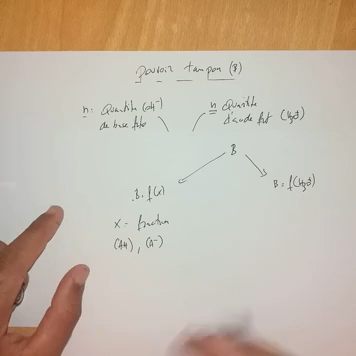 Pouvoir tampon (β)
n = Quantité (OH⁻)
de base forte
n Quantité
d'acide fort (H₃O⁺)
B
B = f(x)
B = f(H₃O⁺)
x = fraction
(AH), (A⁻)